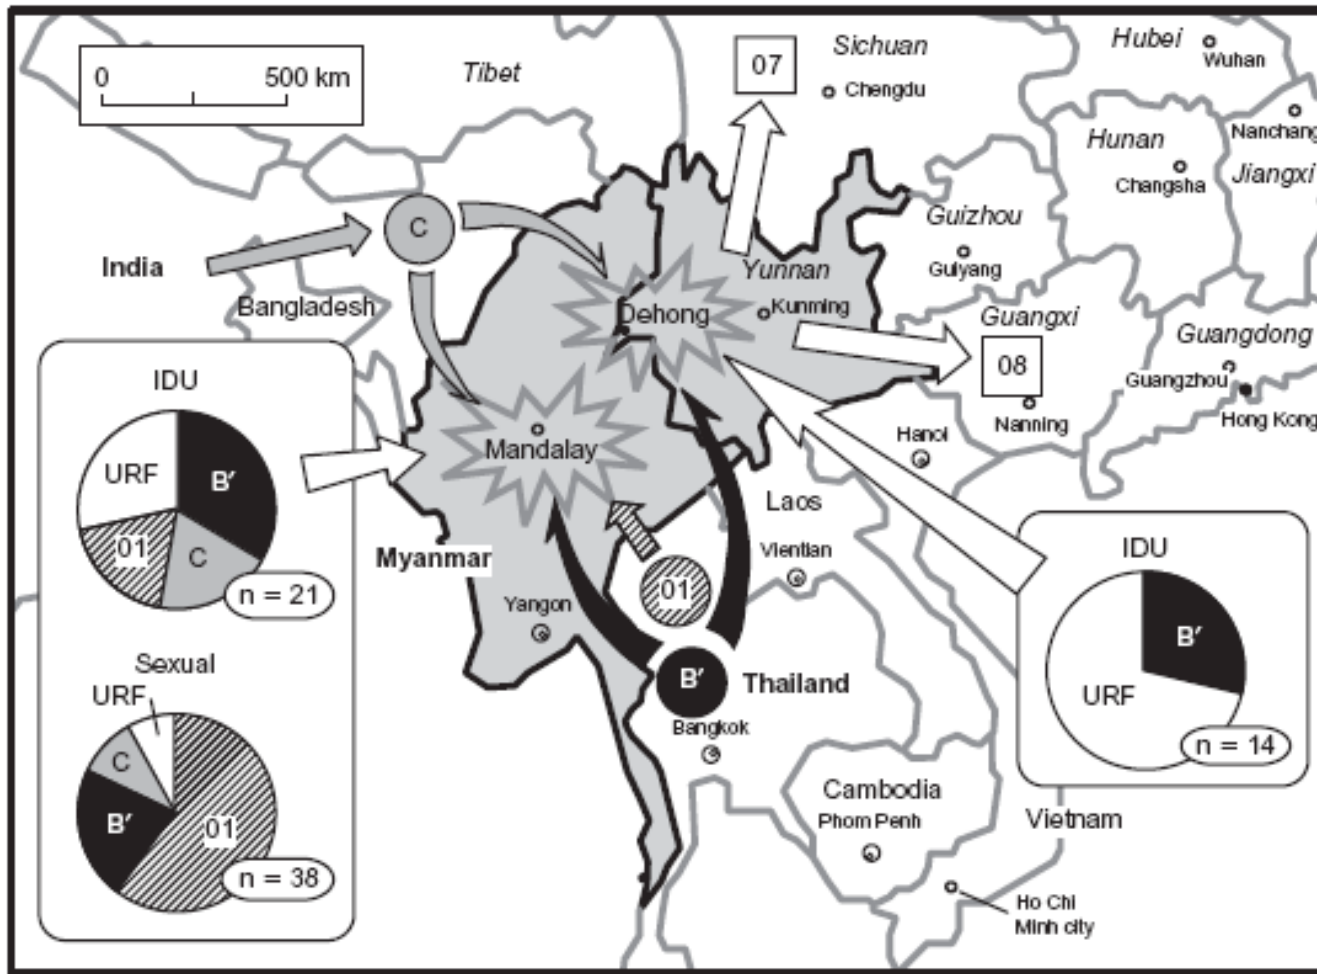 0 500 km
Tibet
07
Sichuan
Chengdu
Hubei
Wuhan
Hunan
Changsha
Nanchang
Jiangxi
India
C
Bangladesh
Dehong
Yunnan
Kunming
Guizhou
Guiyang
Guangxi
08
Nanning
Guangdong
Guangzhou
Hong Kong
Hanoi
Mandalay
Myanmar
Yangon
Laos
Vientian
01
B′
Thailand
Bangkok
Cambodia
Phom Penh
Vietnam
Ho Chi
Minh city
IDU
URF
B′
01
C
n = 21
Sexual
URF
C
B′
01
n = 38
IDU
B′
URF
n = 14